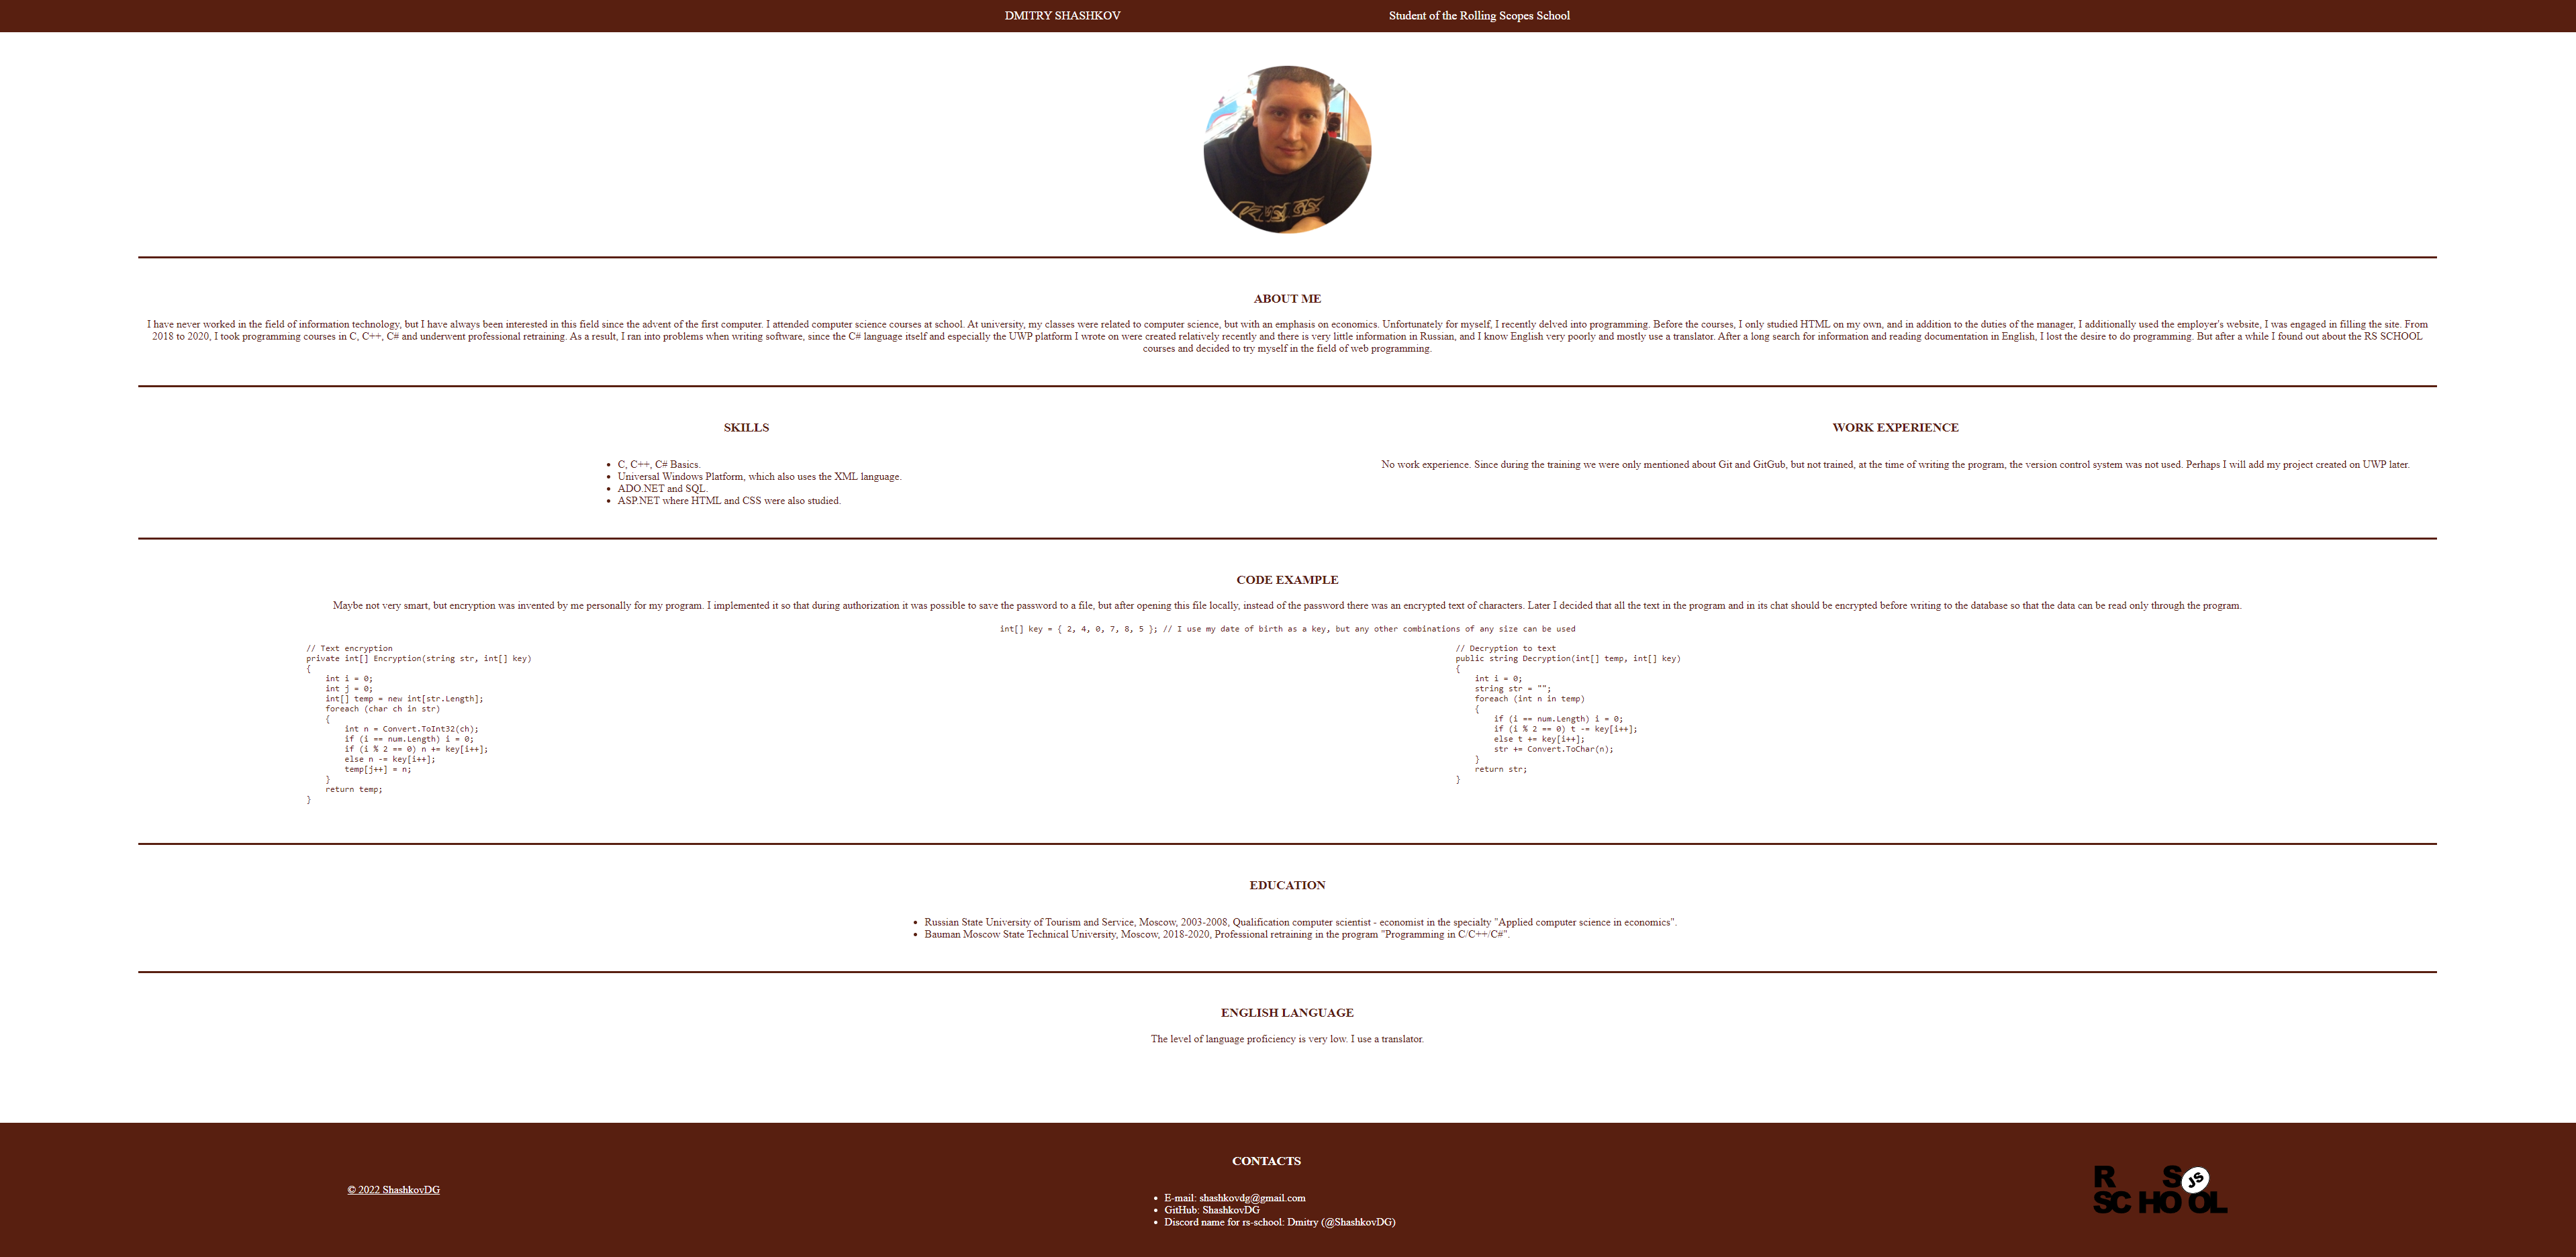 DMITRY SHASHKOV
Student of the Rolling Scopes School
ABOUT ME
I have never worked in the field of information technology, but I have always been interested in this field since the advent of the first computer. I attended computer science courses at school. At university, my classes were related to computer science, but with an emphasis on economics. Unfortunately for myself, I recently delved into programming. Before the courses, I only studied HTML on my own, and in addition to the duties of the manager, I additionally used the employer's website, I was engaged in filling the site. From
2018 to 2020, I took programming courses in C, C++, C# and underwent professional retraining. As a result, I ran into problems when writing software, since the C# language itself and especially the UWP platform I wrote on were created relatively recently and there is very little information in Russian, and I know English very poorly and mostly use a translator. After a long search for information and reading documentation in English, I lost the desire to do programming. But after a while I found out about the RS SCHOOL
courses and decided to try myself in the field of web programming.
SKILLS
• C, C++, C# Basics.
• Universal Windows Platform, which also uses the XML language.
• ADO.NET and SQL.
• ASP.NET where HTML and CSS were also studied.
WORK EXPERIENCE
No work experience. Since during the training we were only mentioned about Git and GitGub, but not trained, at the time of writing the program, the version control system was not used. Perhaps I will add my project created on UWP later.
CODE EXAMPLE
Maybe not very smart, but encryption was invented by me personally for my program. I implemented it so that during authorization it was possible to save the password to a file, but after opening this file locally, instead of the password there was an encrypted text of characters. Later I decided that all the text in the program and in its chat should be encrypted before writing to the database so that the data can be read only through the program.
int[] key = { 2, 4, 0, 7, 8, 5 }; // I use my date of birth as a key, but any other combinations of any size can be used
// Text encryption
private int[] Encryption(string str, int[] key)
{
    int i = 0;
    int j = 0;
    int[] temp = new int[str.Length];
    foreach (char ch in str)
    {
        int n = Convert.ToInt32(ch);
        if (i == num.Length) i = 0;
        if (i % 2 == 0) n += key[i++];
        else n -= key[i++];
        temp[j++] = n;
    }
    return temp;
}
// Decryption to text
public string Decryption(int[] temp, int[] key)
{
    int i = 0;
    string str = "";
    foreach (int n in temp)
    {
        if (i == num.Length) i = 0;
        if (i % 2 == 0) t -= key[i++];
        else t += key[i++];
        str += Convert.ToChar(n);
    }
    return str;
}
EDUCATION
• Russian State University of Tourism and Service, Moscow, 2003-2008, Qualification computer scientist - economist in the specialty "Applied computer science in economics".
• Bauman Moscow State Technical University, Moscow, 2018-2020, Professional retraining in the program "Programming in C/C++/C#".
ENGLISH LANGUAGE
The level of language proficiency is very low. I use a translator.
© 2022 ShashkovDG
CONTACTS
• E-mail: shashkovdg@gmail.com
• GitHub: ShashkovDG
• Discord name for rs-school: Dmitry (@ShashkovDG)
R S JS
SCHOOL